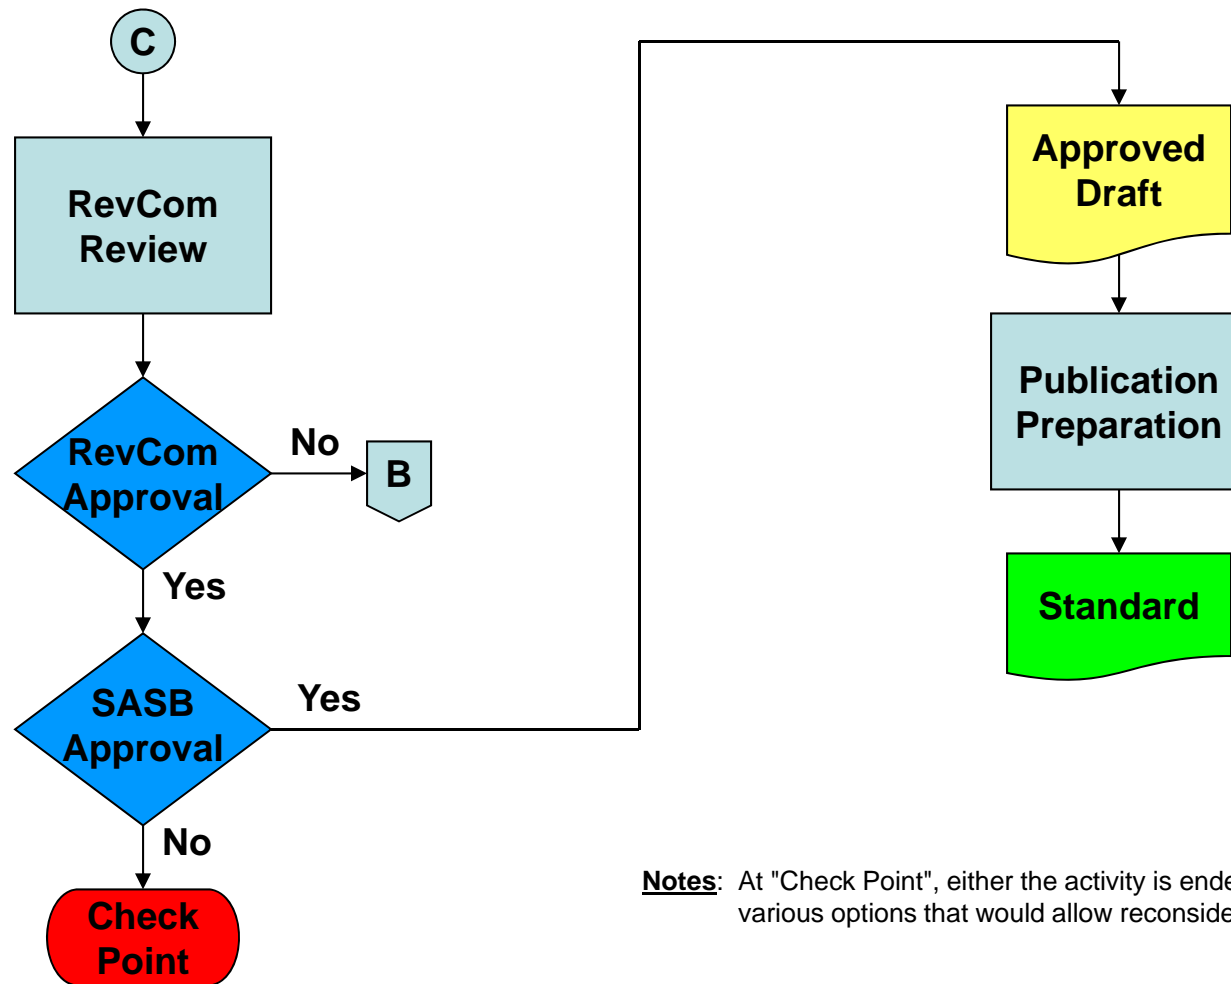 C
RevCom
Review
RevCom
Approval
No
B
Yes
SASB
Approval
Yes
No
Check
Point
Approved
Draft
Publication
Preparation
Standard
Notes: At "Check Point", either the activity is ende
various options that would allow reconside